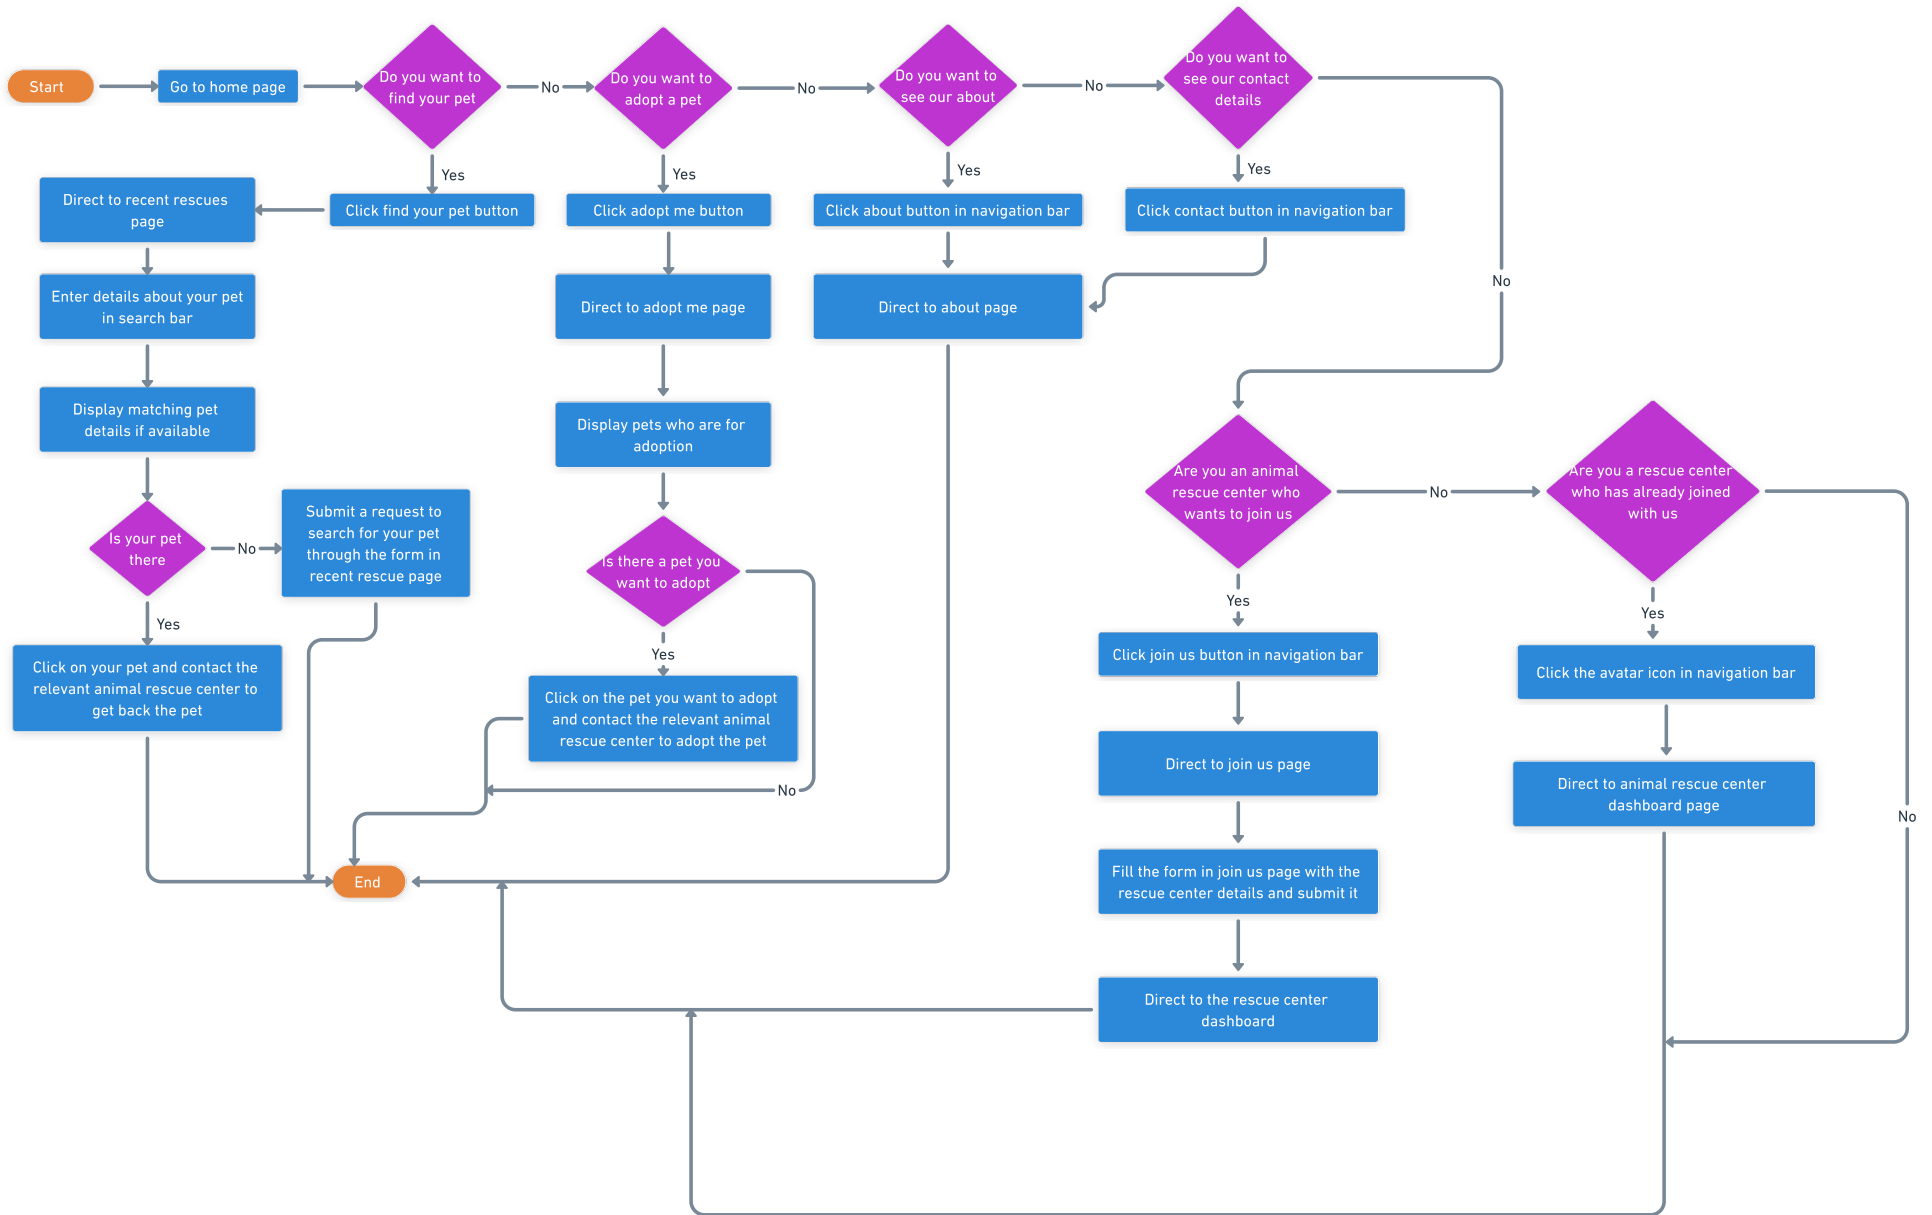 Start
Go to home page
Do you want to
find your pet
No
Do you want to
adopt a pet
No
Do you want to
see our about
No
Do you want to
see our contact
details
Yes
Yes
Yes
Yes
Direct to recent rescues
page
Click find your pet button
Click adopt me button
Click about button in navigation bar
Click contact button in navigation bar
No
Enter details about your pet
in search bar
Direct to adopt me page
Direct to about page
Display matching pet
details if available
Display pets who are for
adoption
Are you an animal
rescue center who
wants to join us
No
Are you a rescue center
who has already joined
with us
Is your pet
there
No
Submit a request to
search for your pet
through the form in
recent rescue page
Is there a pet you
want to adopt
Yes
Yes
Yes
Yes
Click on your pet and contact the
relevant animal rescue center to
get back the pet
Click on the pet you want to adopt
and contact the relevant animal
rescue center to adopt the pet
Click join us button in navigation bar
Click the avatar icon in navigation bar
No
Direct to join us page
Direct to animal rescue center
dashboard page
No
End
Fill the form in join us page with the
rescue center details and submit it
Direct to the rescue center
dashboard